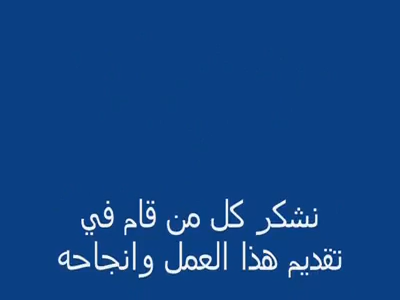 نشكر كل من قام في
تقديم هذا العمل وانجاحه